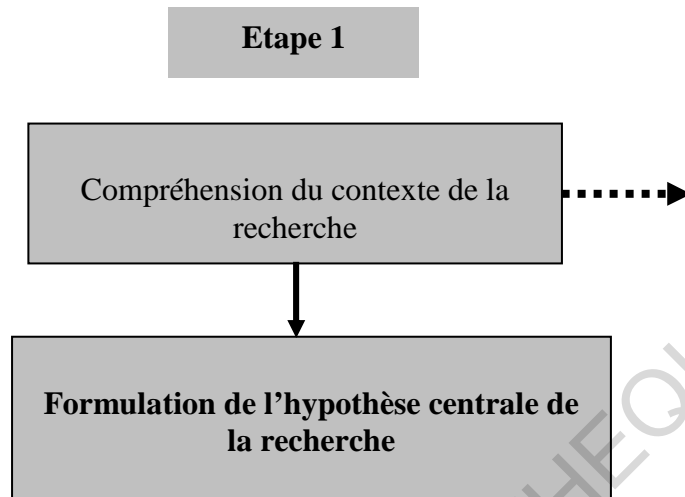 Etape 1
Compréhension du contexte de la
recherche
Formulation de l’hypothèse centrale de
la recherche